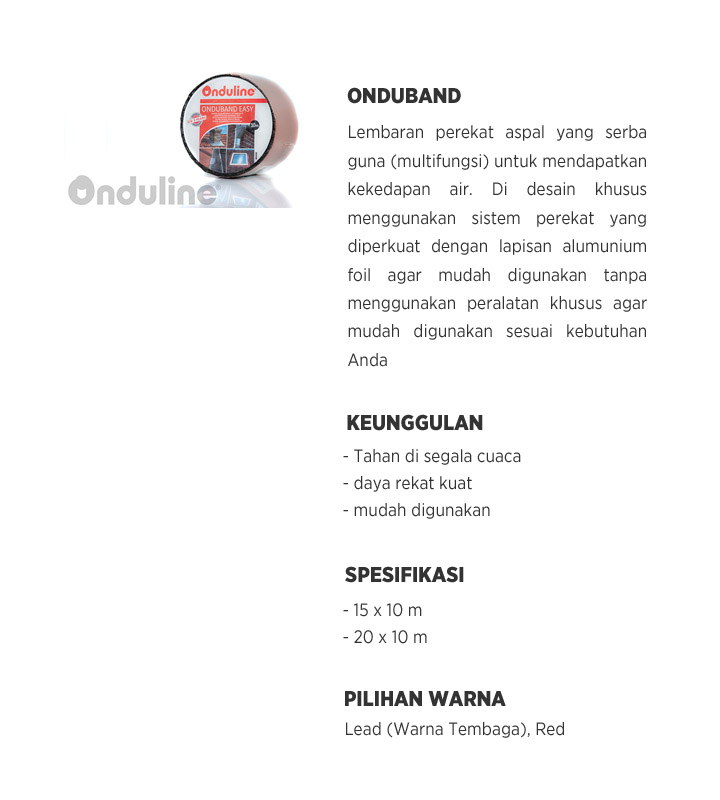 Onduline
ONDUBAND EASY
Onduline
ONDUBAND
Lembaran perekat aspal yang serba
guna (multifungsi) untuk mendapatkan
kekedapan air. Di desain khusus
menggunakan sistem perekat yang
diperkuat dengan lapisan alumunium
foil agar mudah digunakan tanpa
menggunakan peralatan khusus agar
mudah digunakan sesuai kebutuhan
Anda
KEUNGGULAN
- Tahan di segala cuaca
- daya rekat kuat
- mudah digunakan
SPESIFIKASI
- 15 x 10 m
- 20 x 10 m
PILIHAN WARNA
Lead (Warna Tembaga), Red